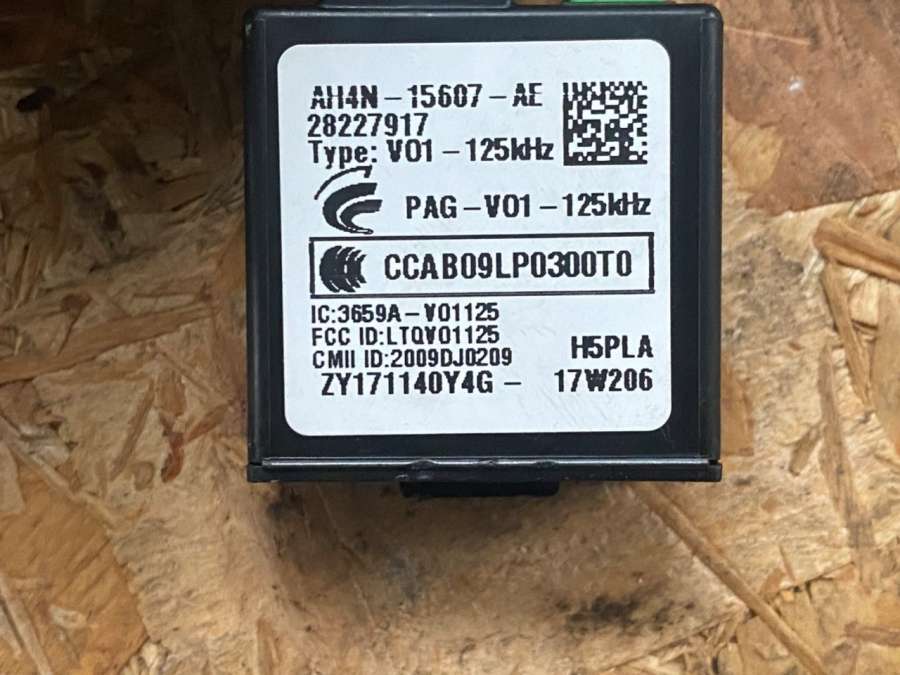 AH4N-15607-AE
28227917
Type: V01-125kHz
PAG-V01-125kHz
CCAB09LP0300T0
IC:3659A-V01125
FCC ID:LTQV01125
CMII ID:2009DJ0209
H5PLA
ZY171140Y4G - 17W206